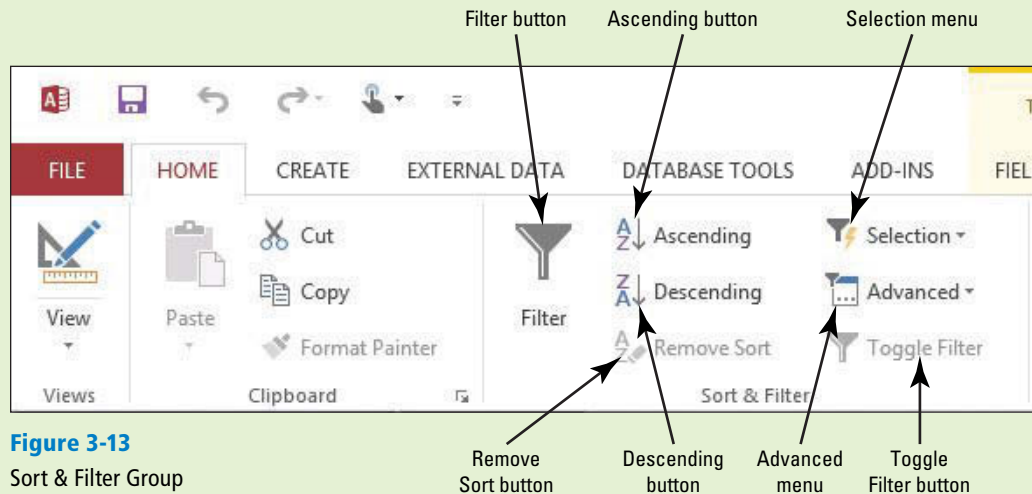 Filter button Ascending button Selection menu
FILE HOME CREATE EXTERNAL DATA DATABASE TOOLS ADD-INS FIEL
View
Views
Paste
Cut
Copy
Format Painter
Clipboard
Filter
Ascending
Descending
Remove Sort
Selection
Advanced
Toggle Filter
Sort & Filter
Figure 3-13
Sort & Filter Group
Remove
Sort button
Descending
button
Advanced
menu
Toggle
Filter button